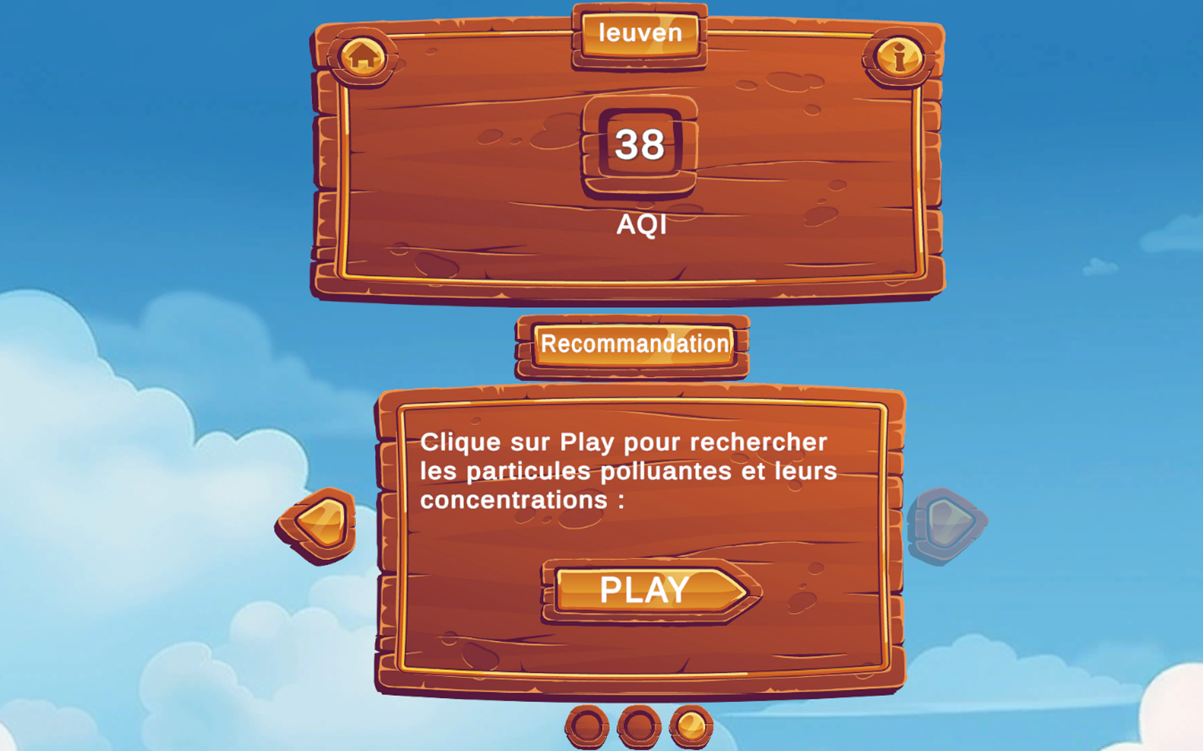 leuven
38
AQI
Recommandation
Clique sur Play pour rechercher
les particules polluantes et leurs
concentrations :
PLAY